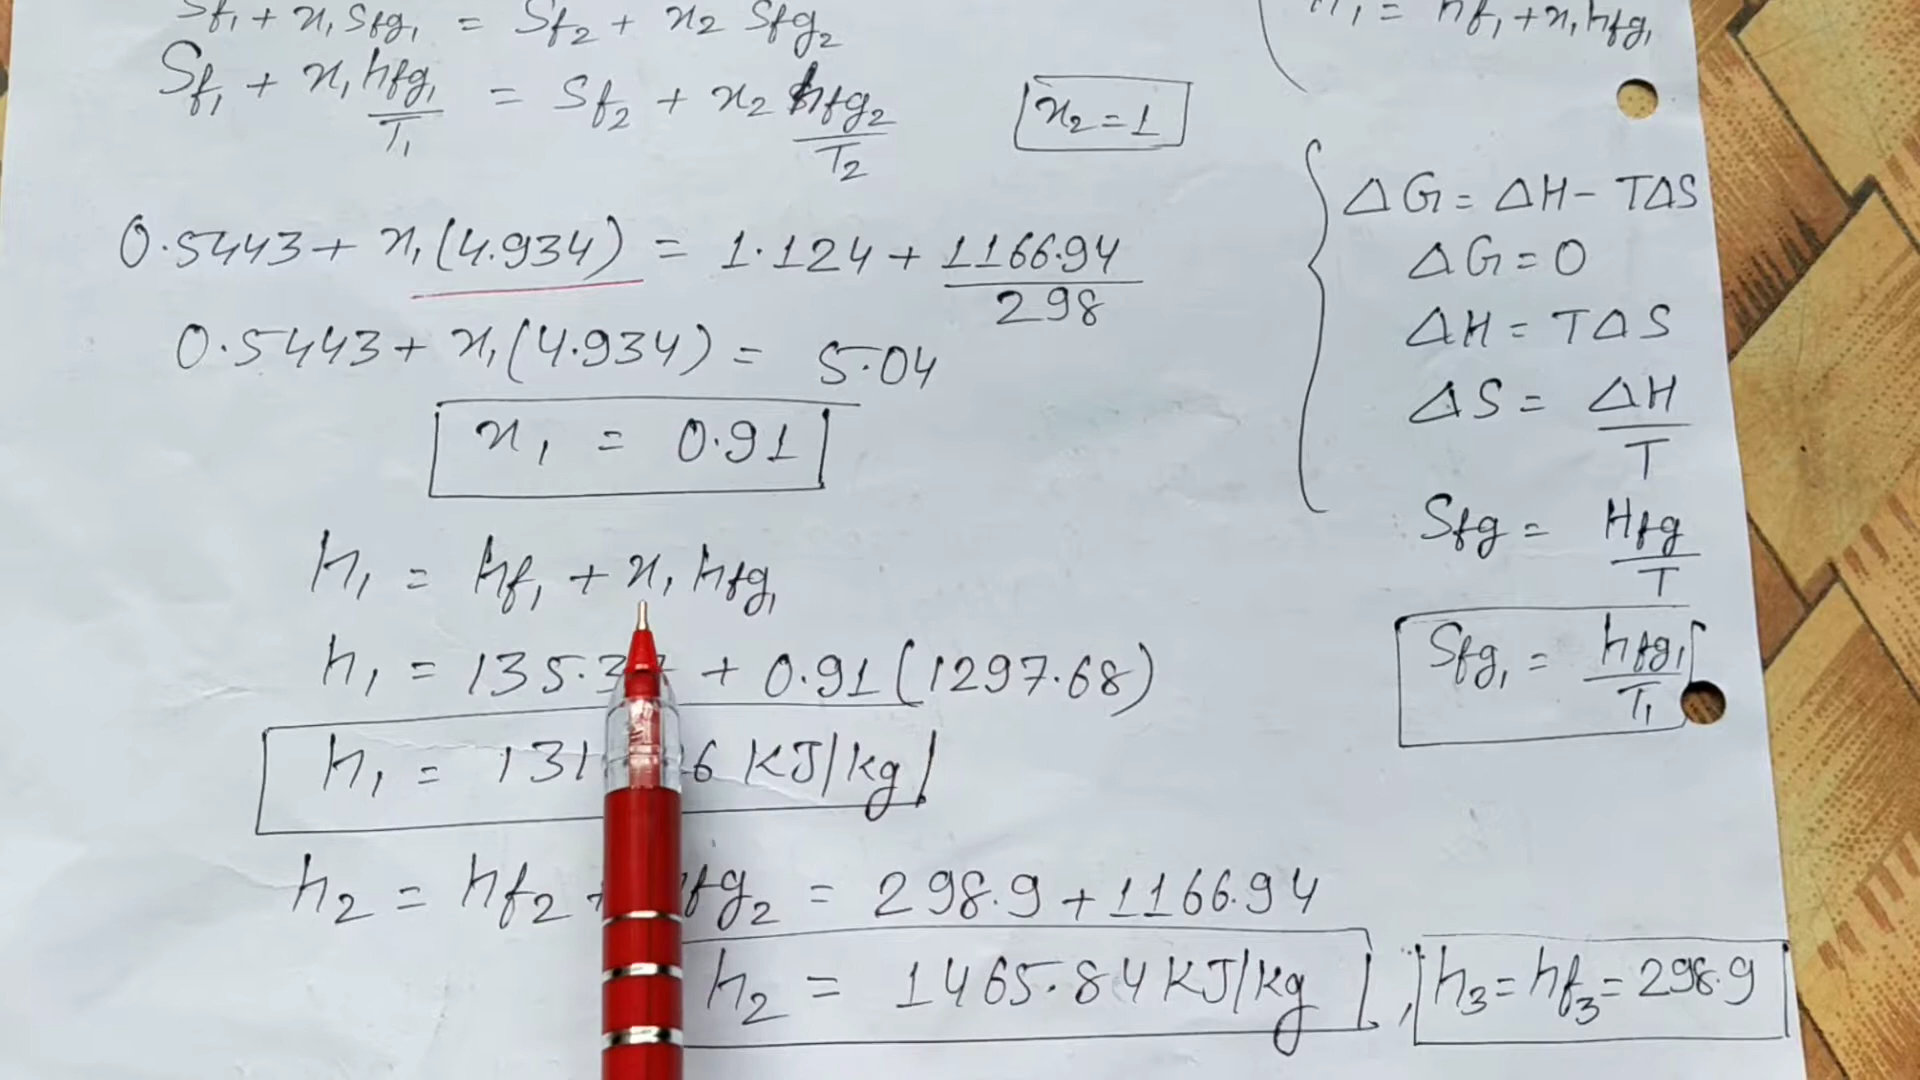 Sf₁ + x₁ Sfg₁ = Sf₂ + x₂ Sfg₂
Sf₁ + x₁ hfg₁/T₁ = Sf₂ + x₂ hfg₂/T₂
x₂ = 1
0.5443 + x₁(4.934) = 1.124 + 1166.94/298
0.5443 + x₁(4.934) = 5.04
x₁ = 0.91
h₁ = hf₁ + x₁ hfg₁
h₁ = 135.3 + 0.91(1297.68)
h₁ = 131 6 KJ/kg
h₂ = hf₂ + fg₂ = 298.9 + 1166.94
h₂ = 1465.84 KJ/kg , h₃ = hf₃ = 298.9
h₁ = hf₁ + x₁hfg₁
ΔG = ΔH - TΔS
ΔG = 0
ΔH = TΔS
ΔS = ΔH/T
Sfg = Hfg/T
Sfg₁ = hfg₁/T₁